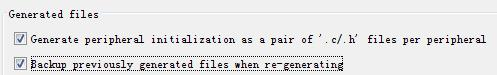 Generated files
Generate peripheral initialization as a pair of '.c/.h' files per peripheral
Backup previously generated files when re-generating